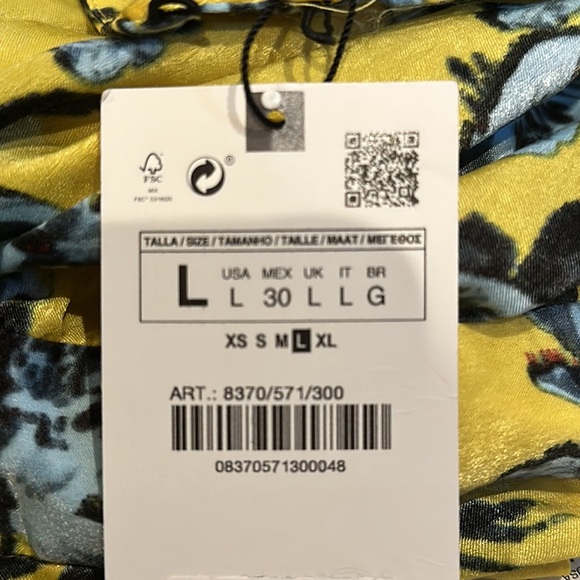 ®
FSC
TALLA / SIZE / TAMANHO / TAILLE / MAAT / ΜΕΓΕΘΟΣ
L
USA MEX UK IT BR
L 30 L L G
XS S M L XL
ART.: 8370/571/300
08370571300048